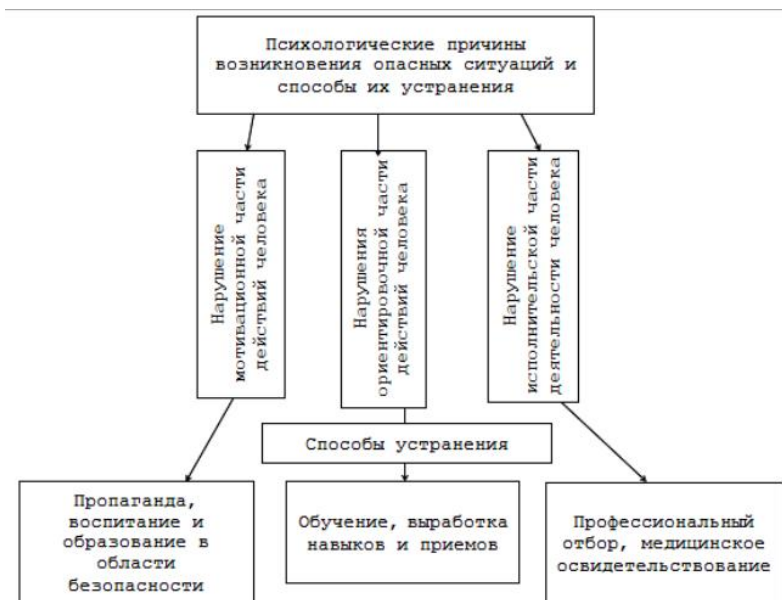 Психологические причины
возникновения опасных ситуаций и
способы их устранения
Нарушение
мотивационной части
действий человека
Нарушения
ориентировочной части
действий человека
Нарушение
исполнительской части
деятельности человека
Способы устранения
Пропаганда,
воспитание и
образование в
области
безопасности
Обучение, выработка
навыков и приемов
Профессиональный
отбор, медицинское
освидетельствование